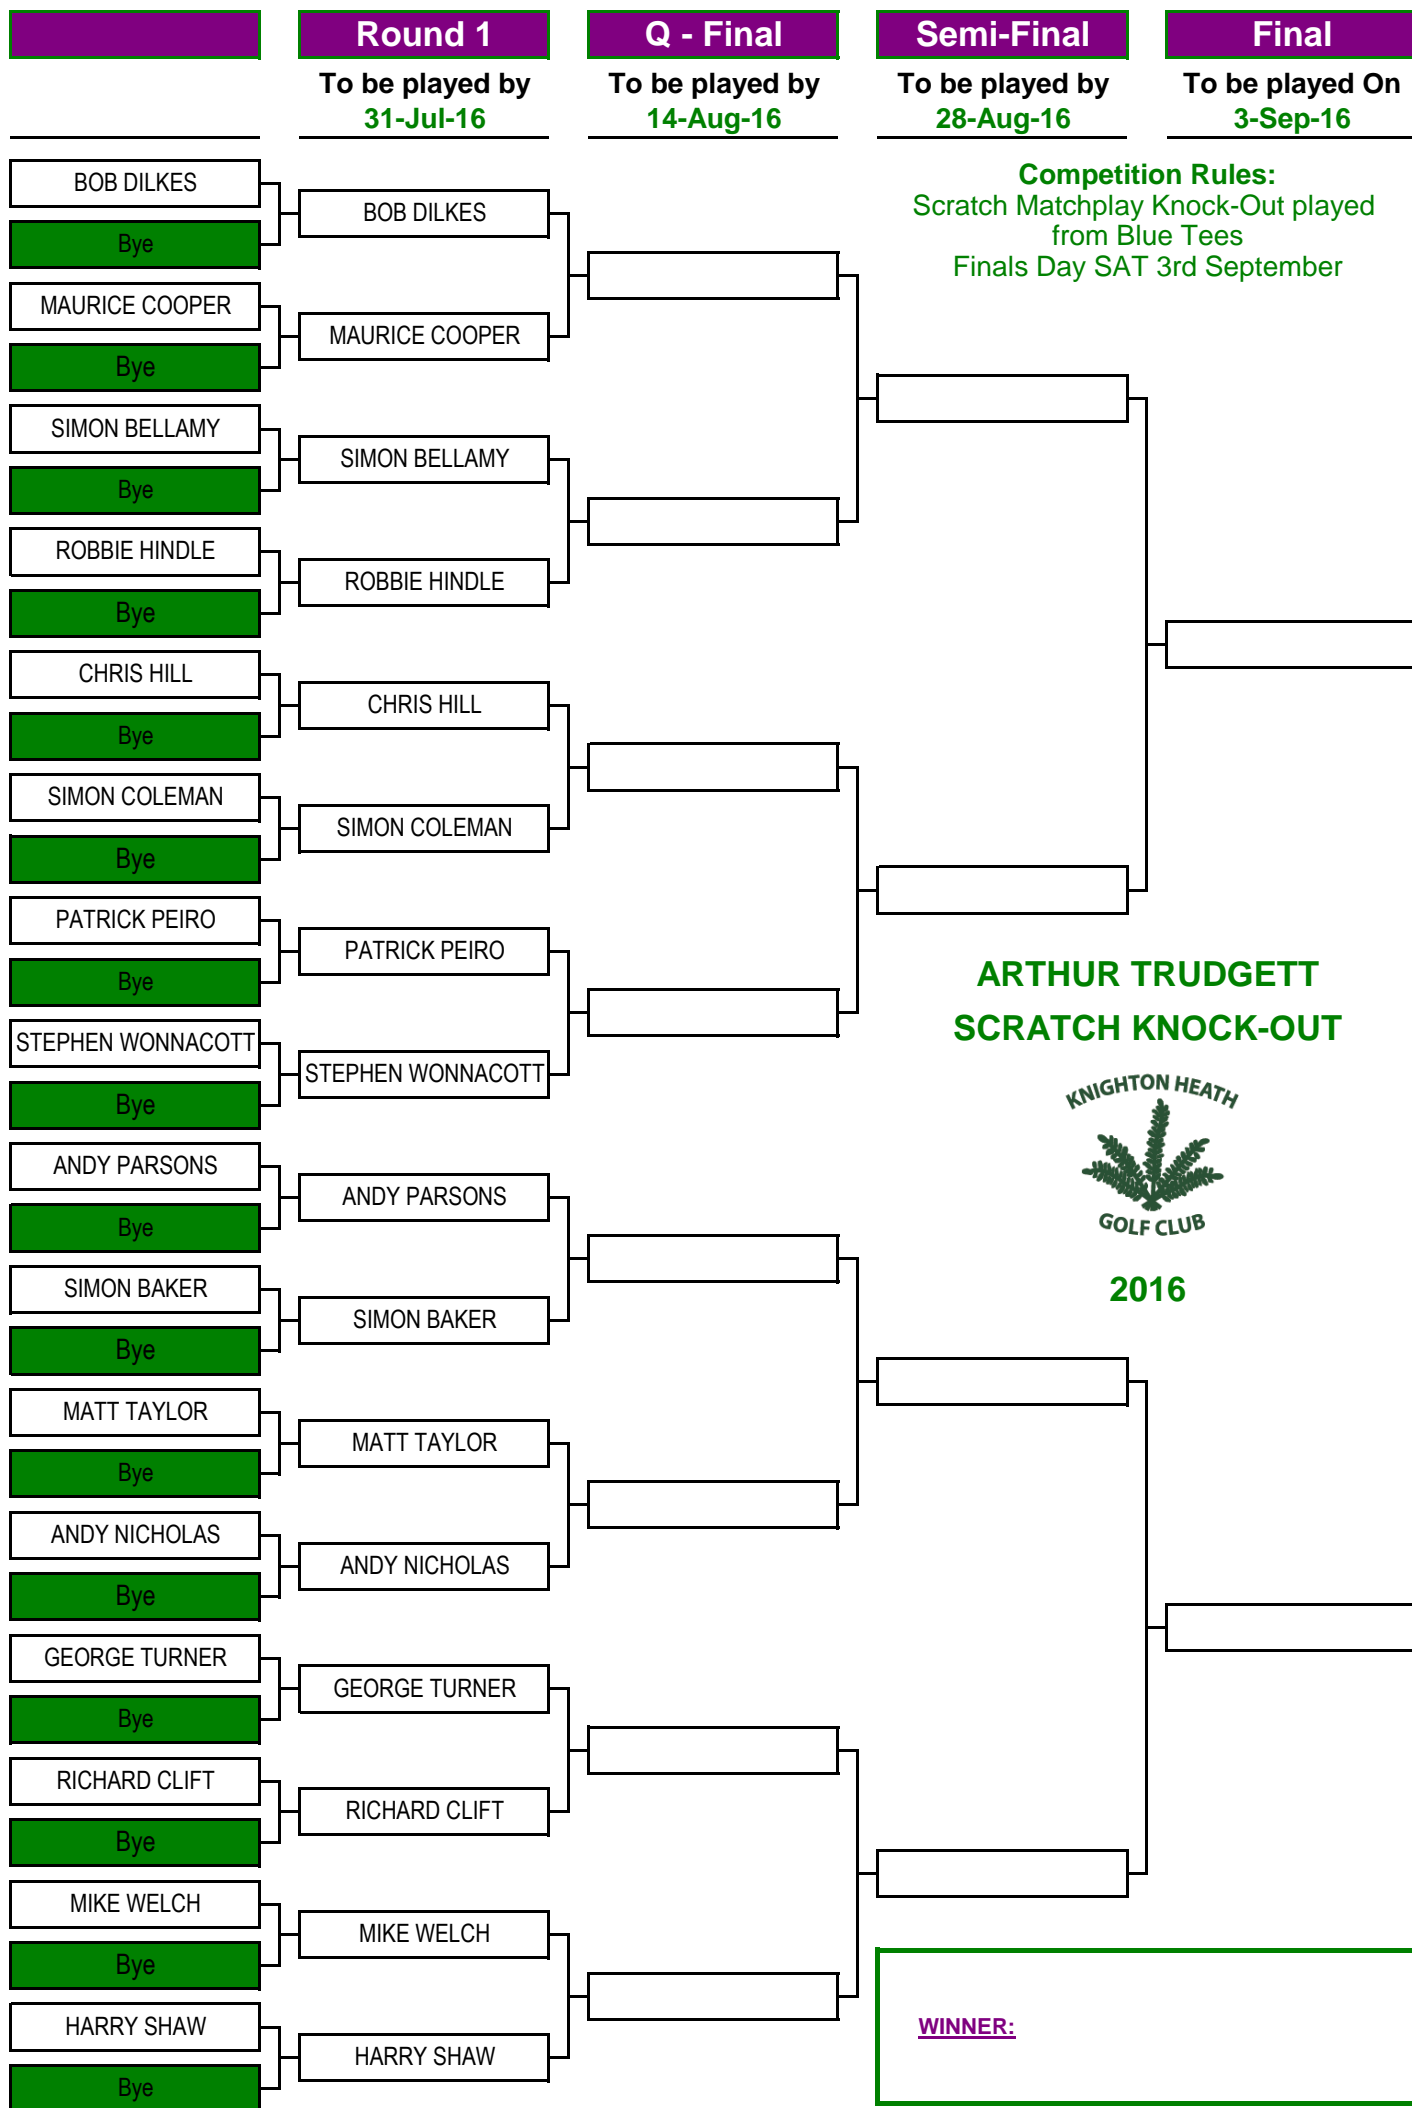 Round 1
Q - Final
Semi-Final
Final
To be played by
To be played by
To be played by
To be played On
31-Jul-16
14-Aug-16
28-Aug-16
3-Sep-16
Competition Rules:
Scratch Matchplay Knock-Out played
from Blue Tees
Finals Day SAT 3rd September
BOB DILKES
Bye
MAURICE COOPER
Bye
SIMON BELLAMY
Bye
ROBBIE HINDLE
Bye
CHRIS HILL
Bye
SIMON COLEMAN
Bye
PATRICK PEIRO
Bye
STEPHEN WONNACOTT
Bye
ANDY PARSONS
Bye
SIMON BAKER
Bye
MATT TAYLOR
Bye
ANDY NICHOLAS
Bye
GEORGE TURNER
Bye
RICHARD CLIFT
Bye
MIKE WELCH
Bye
HARRY SHAW
Bye
BOB DILKES
MAURICE COOPER
SIMON BELLAMY
ROBBIE HINDLE
CHRIS HILL
SIMON COLEMAN
PATRICK PEIRO
STEPHEN WONNACOTT
ANDY PARSONS
SIMON BAKER
MATT TAYLOR
ANDY NICHOLAS
GEORGE TURNER
RICHARD CLIFT
MIKE WELCH
HARRY SHAW
ARTHUR TRUDGETT
SCRATCH KNOCK-OUT
KNIGHTON HEATH
GOLF CLUB
2016
WINNER: